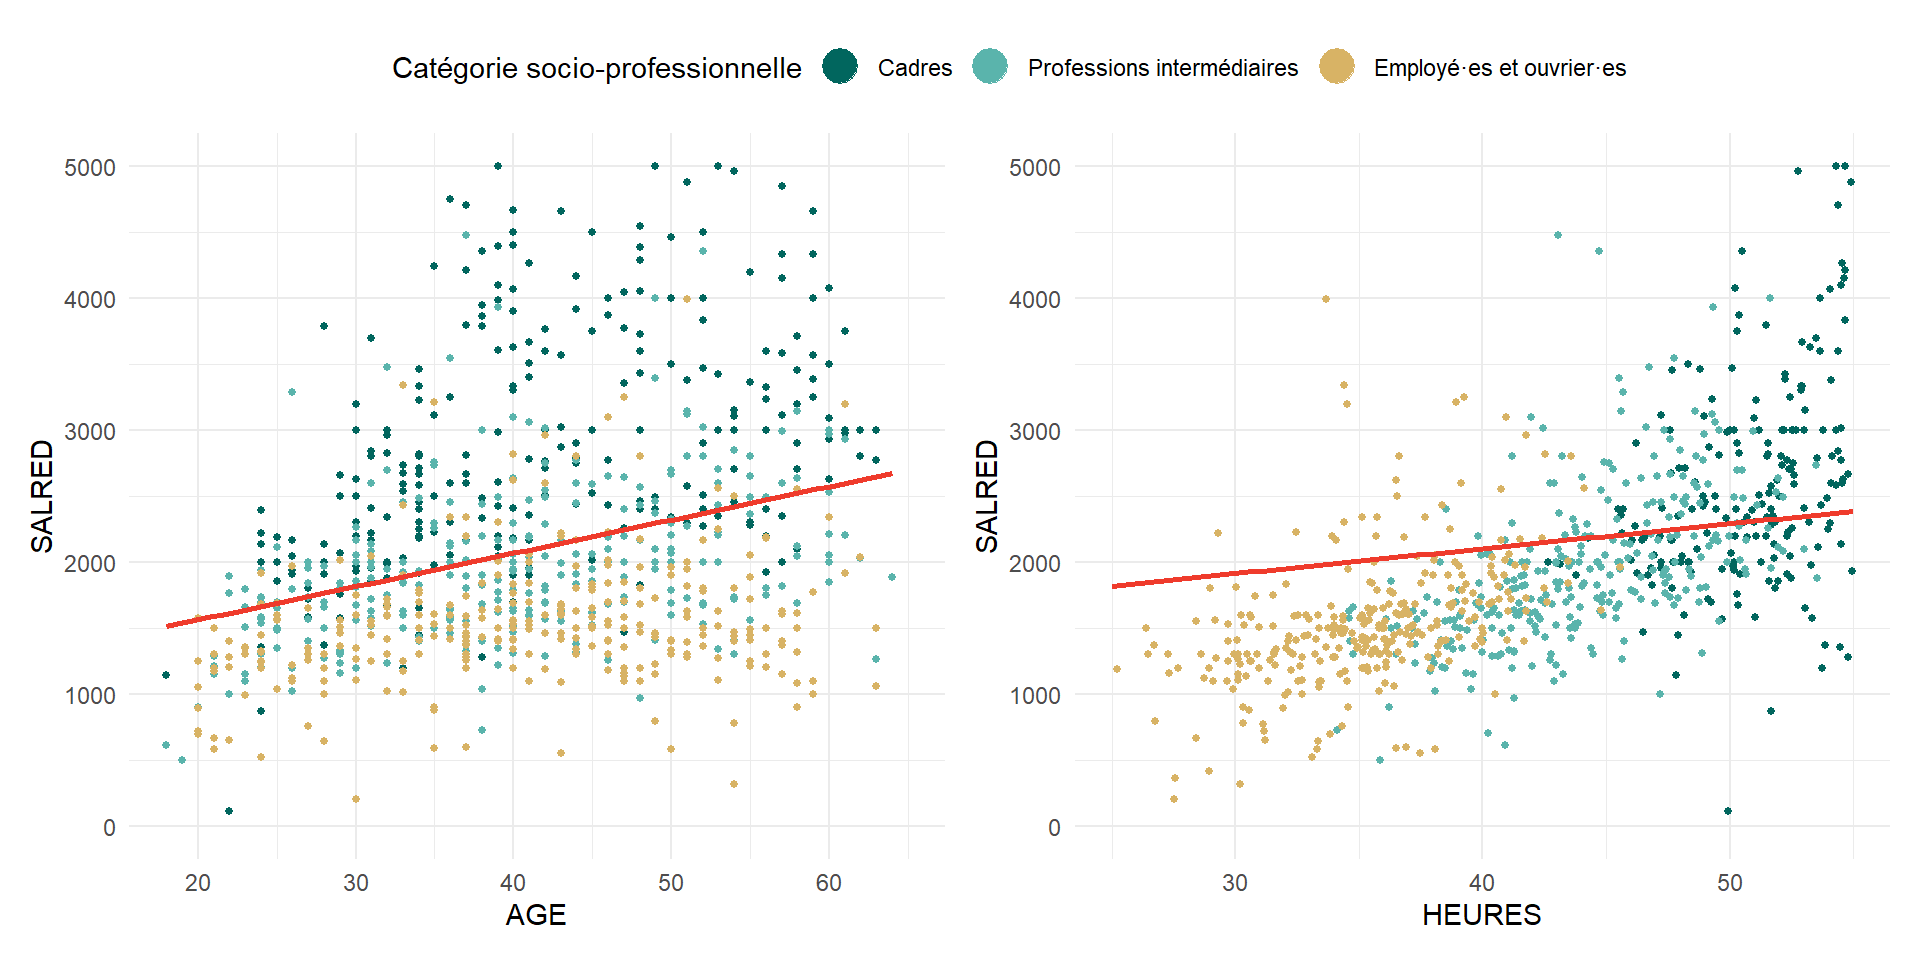 Catégorie socio-professionnelle Cadres Professions intermédiaires Employé·es et ouvrier·es
5000
4000
3000
2000
1000
0
SALRED
20 30 40 50 60
AGE
5000
4000
3000
2000
1000
0
SALRED
30 40 50
HEURES